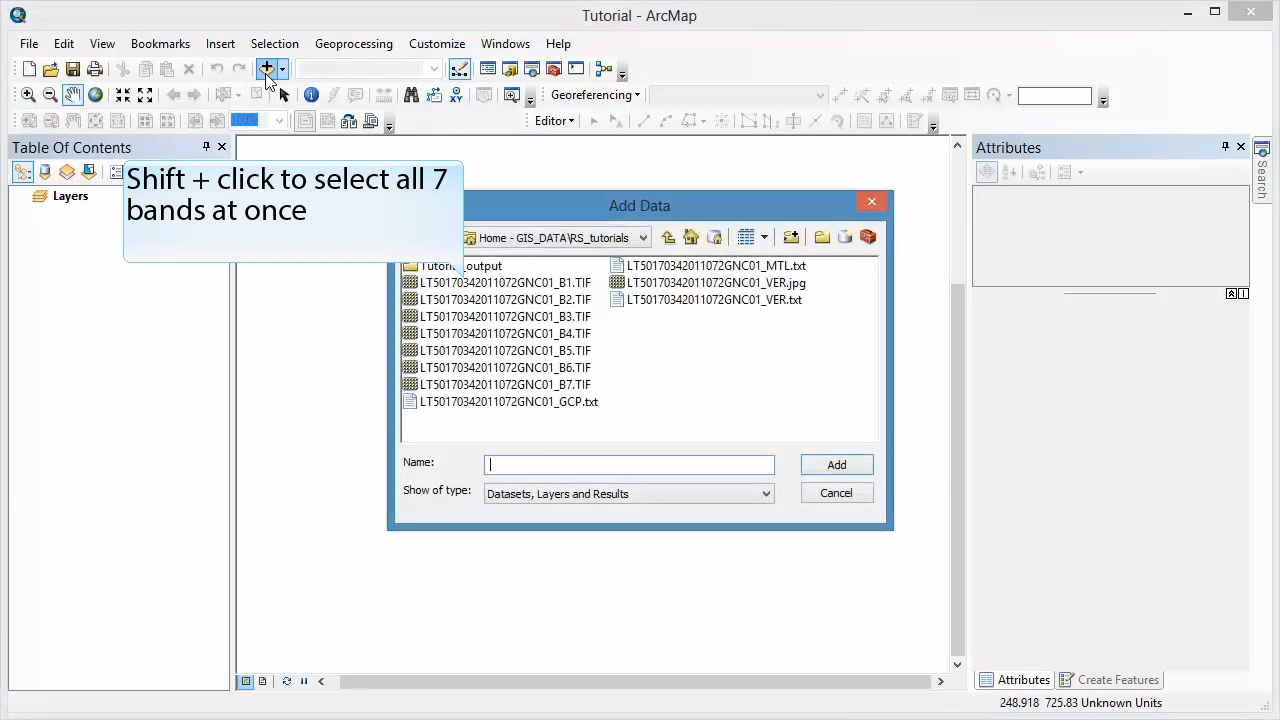 Tutorial - ArcMap
File Edit View Bookmarks Insert Selection Geoprocessing Customize Windows Help
Georeferencing
Editor
Table Of Contents
Layers
Shift + click to select all 7
bands at once
Add Data
Home - GIS_DATA\RS_tutorials
LT50170342011072GNC01_B1.TIF
LT50170342011072GNC01_B2.TIF
LT50170342011072GNC01_B3.TIF
LT50170342011072GNC01_B4.TIF
LT50170342011072GNC01_B5.TIF
LT50170342011072GNC01_B6.TIF
LT50170342011072GNC01_B7.TIF
LT50170342011072GNC01_GCP.txt
LT50170342011072GNC01_MTL.txt
LT50170342011072GNC01_VER.jpg
LT50170342011072GNC01_VER.txt
Name:
Add
Show of type:
Datasets, Layers and Results
Cancel
Attributes
Search
Attributes Create Features
248.918 725.83 Unknown Units